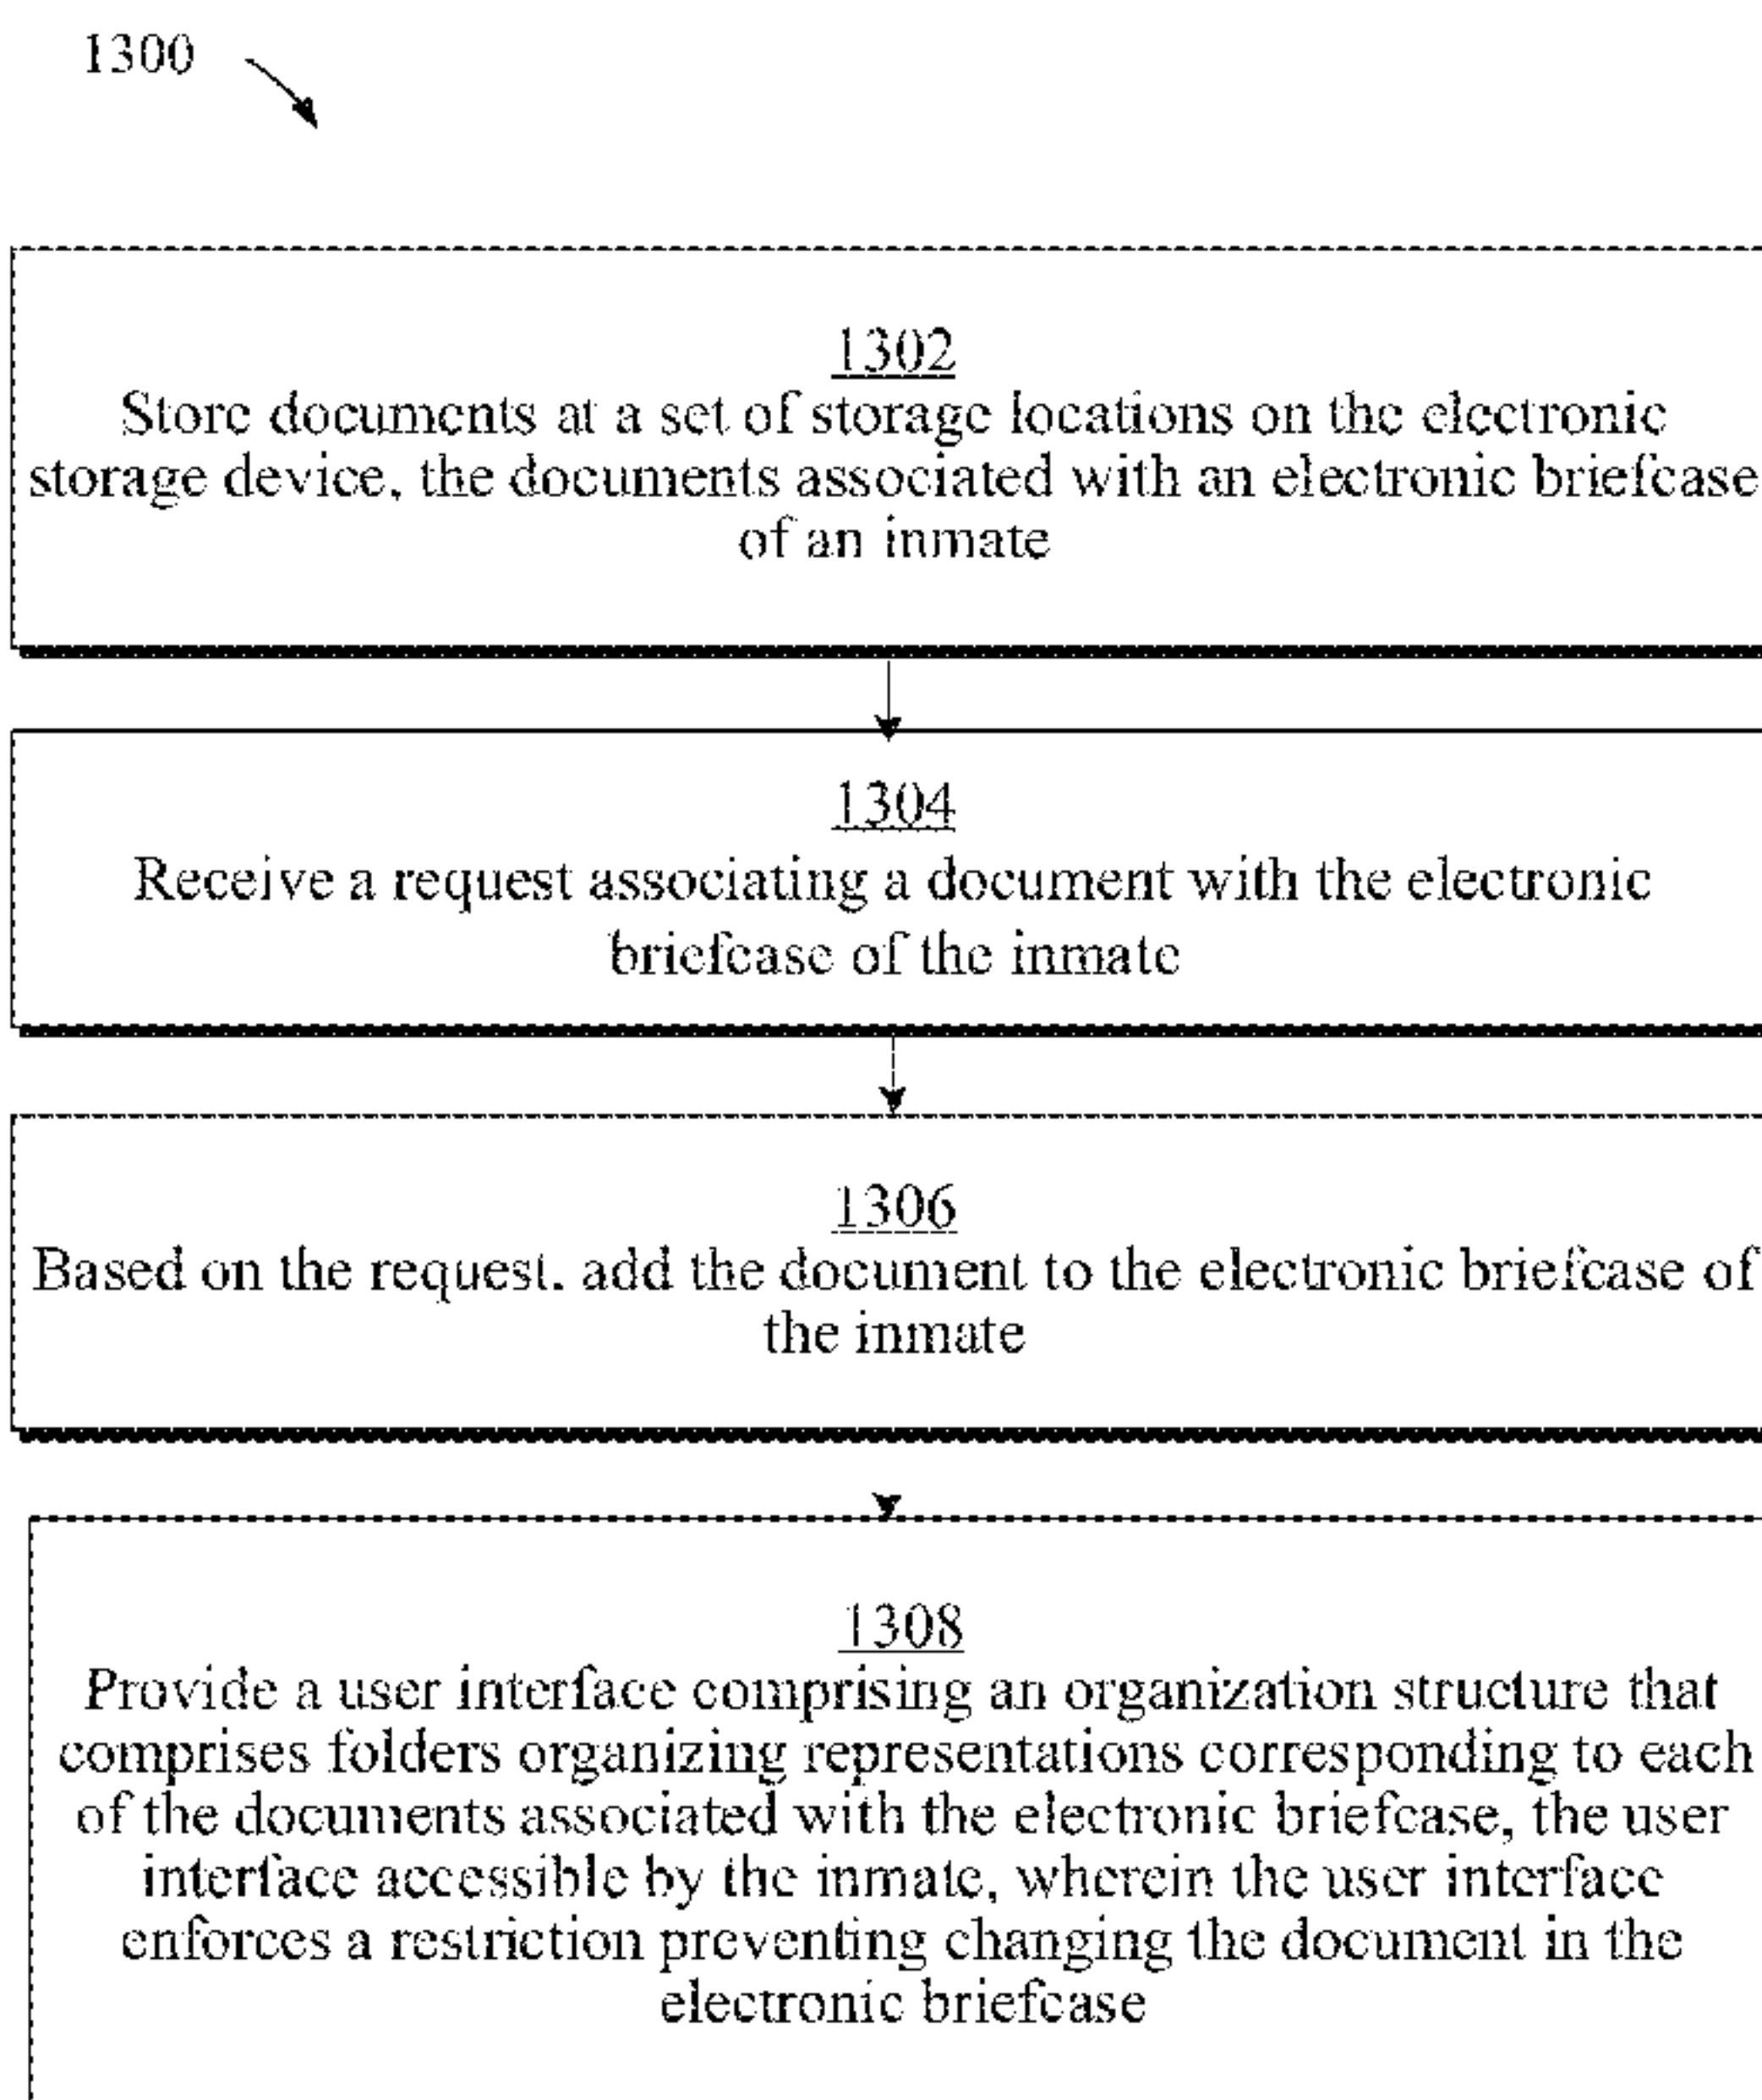 1300
1302
Store documents at a set of storage locations on the electronic
storage device, the documents associated with an electronic briefcase
of an inmate
1304
Receive a request associating a document with the electronic
briefcase of the inmate
1306
Based on the request, add the document to the electronic briefcase of
the inmate
1308
Provide a user interface comprising an organization structure that
comprises folders organizing representations corresponding to each
of the documents associated with the electronic briefcase, the user
interface accessible by the inmate, wherein the user interface
enforces a restriction preventing changing the document in the
electronic briefcase